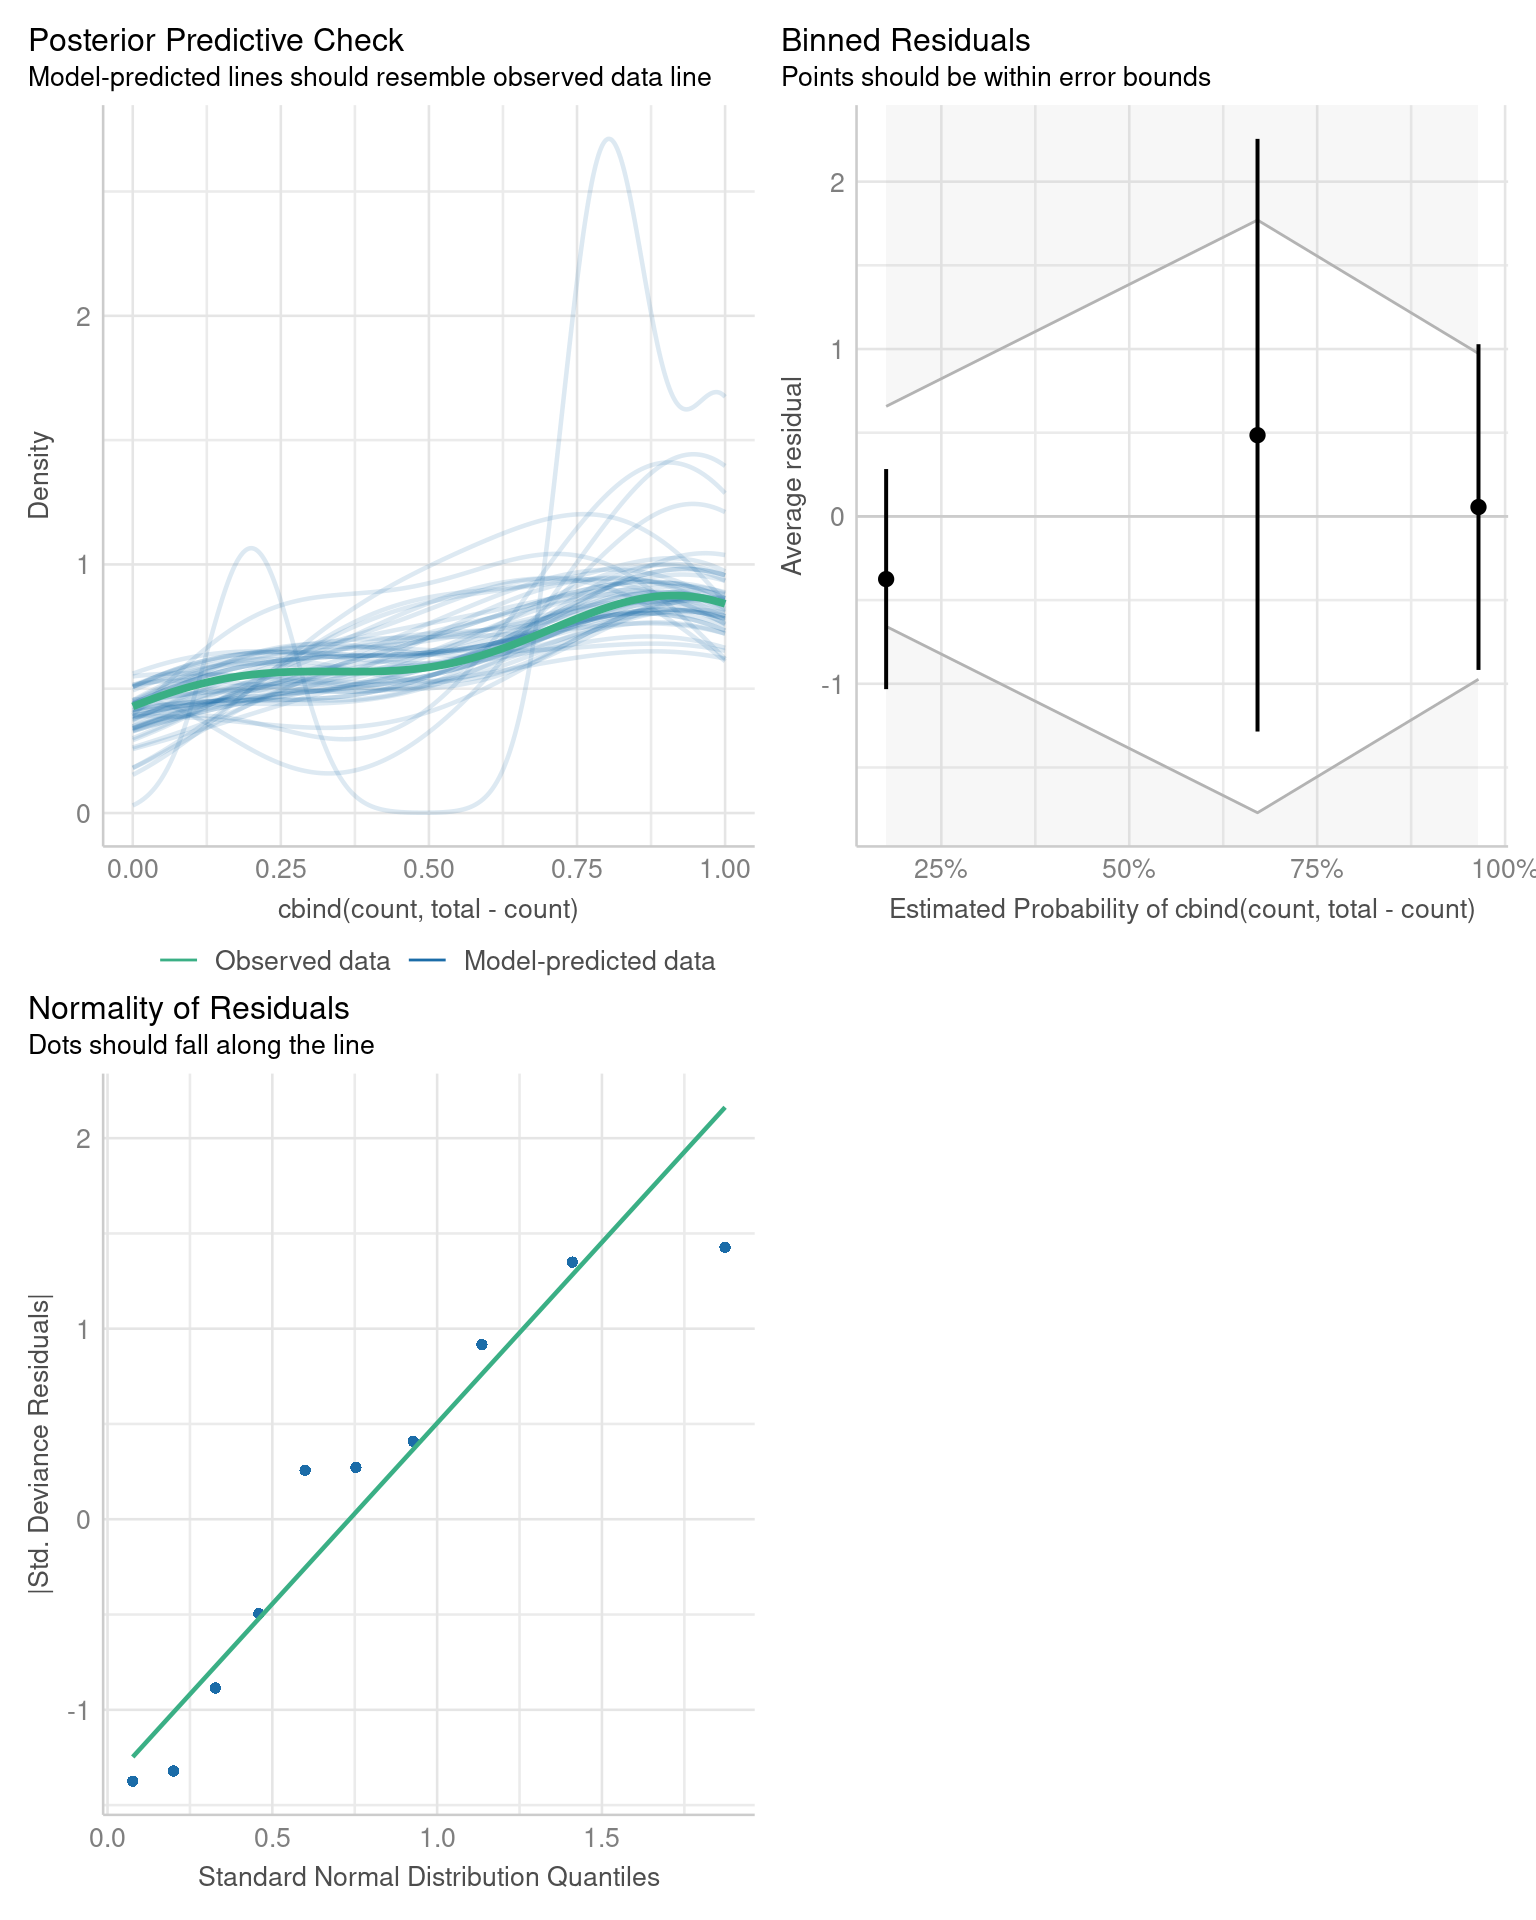 Posterior Predictive Check
Model-predicted lines should resemble observed data line
Density
2
1
0
0.00 0.25 0.50 0.75 1.00
cbind(count, total - count)
Observed data Model-predicted data
Binned Residuals
Points should be within error bounds
Average residual
2
1
0
-1
25% 50% 75% 100%
Estimated Probability of cbind(count, total - count)
Normality of Residuals
Dots should fall along the line
|Std. Deviance Residuals|
2
1
0
-1
0.0 0.5 1.0 1.5
Standard Normal Distribution Quantiles